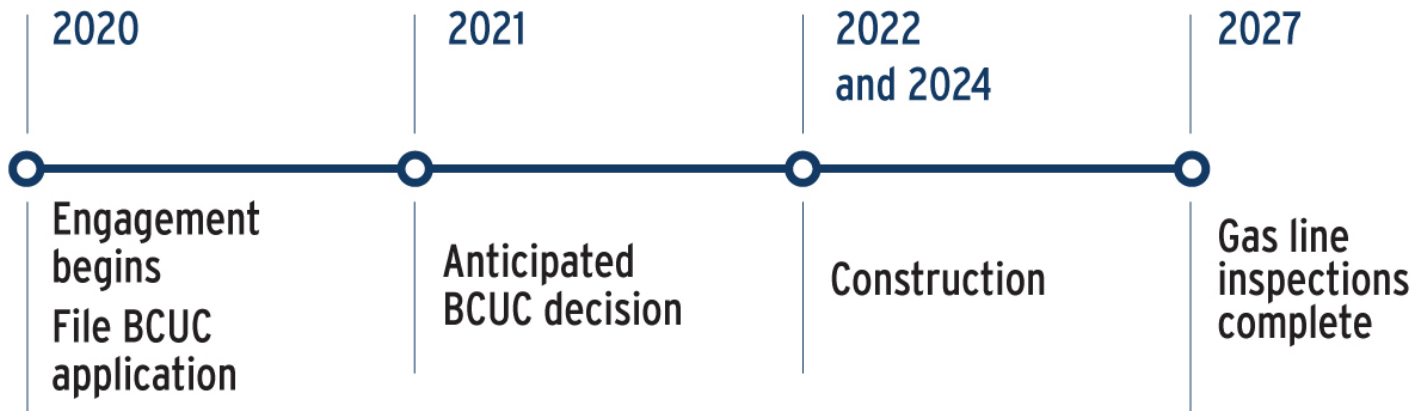 2020
Engagement
begins
File BCUC
application
2021
Anticipated
BCUC decision
2022
and 2024
Construction
2027
Gas line
inspections
complete